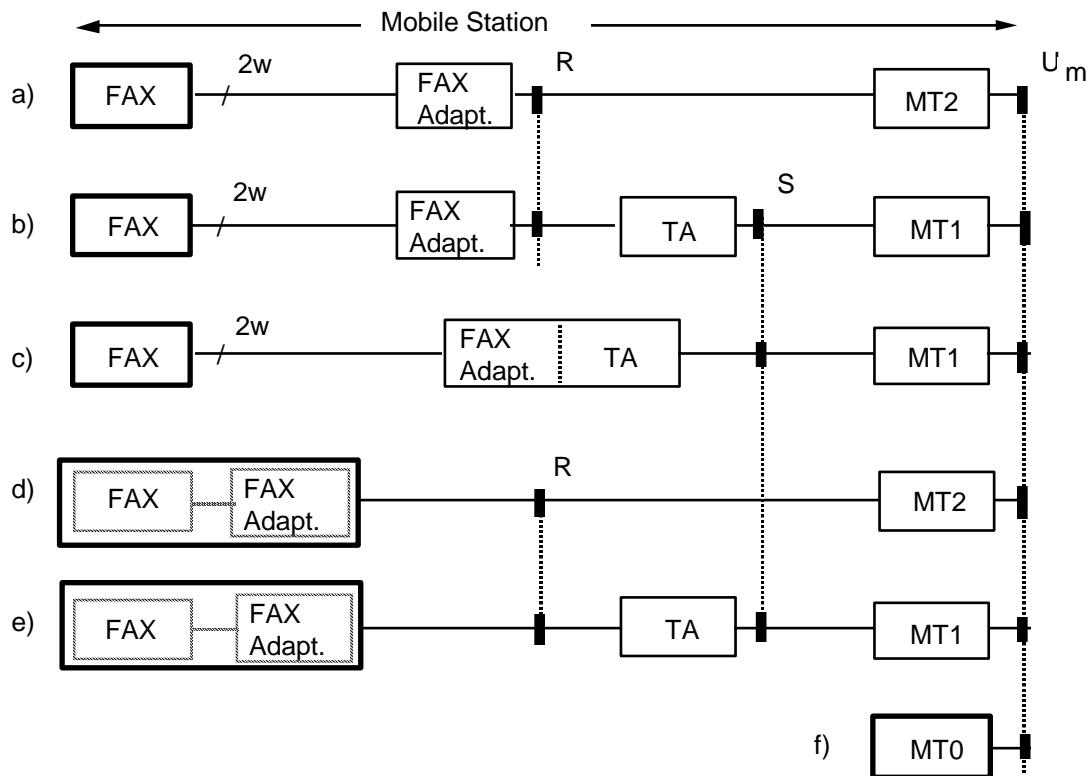 Mobile Station
2w R U m
a) FAX FAX Adapt. MT2
2w S
b) FAX FAX Adapt. TA MT1
2w
c) FAX FAX Adapt. TA MT1
R
d) FAX FAX Adapt. MT2
e) FAX FAX Adapt. TA MT1
f) MT0